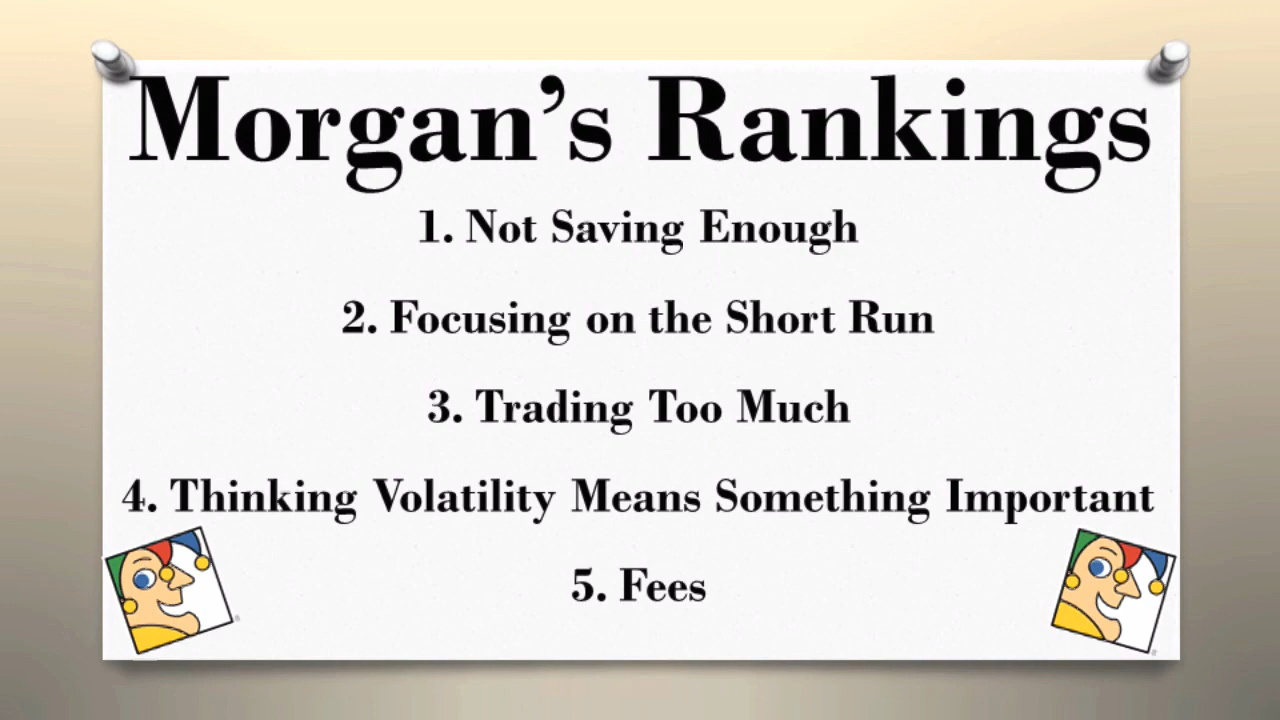 Morgan’s Rankings
1. Not Saving Enough
2. Focusing on the Short Run
3. Trading Too Much
4. Thinking Volatility Means Something Important
5. Fees